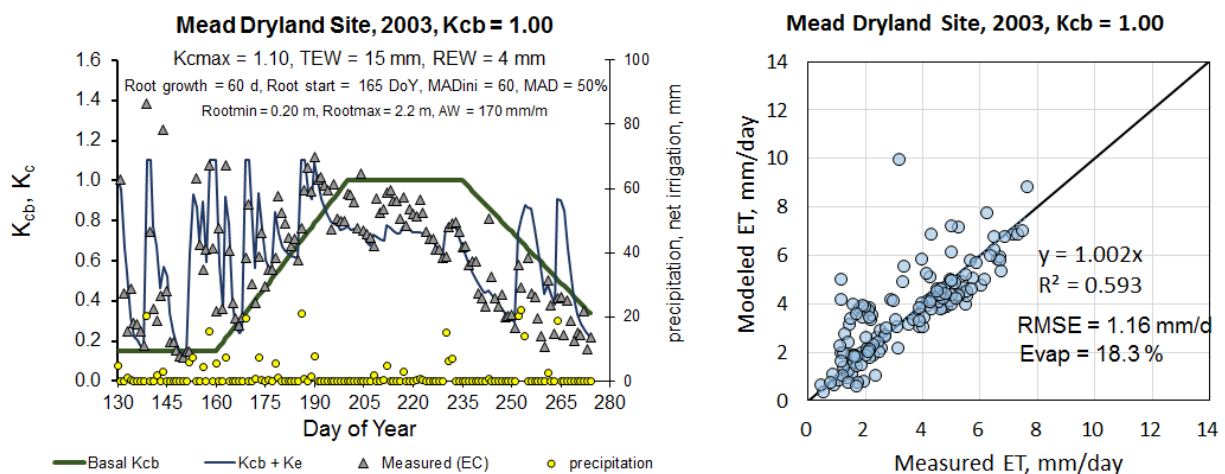 Mead Dryland Site, 2003, Kcb = 1.00
Kcmax = 1.10, TEW = 15 mm, REW = 4 mm
Root growth = 60 d, Root start = 165 DoY, MADini = 60, MAD = 50%
Rootmin = 0.20 m, Rootmax = 2.2 m, AW = 170 mm/m
1.6
1.4
1.2
1.0
0.8
0.6
0.4
0.2
0.0
Kcb, Kc
100
80
60
40
20
0
precipitation, net irrigation, mm
130 145 160 175 190 205 220 235 250 265 280
Day of Year
Basal Kcb Kcb + Ke Measured (EC) precipitation
Mead Dryland Site, 2003, Kcb = 1.00
14
12
10
8
6
4
2
0
Modeled ET, mm/day
y = 1.002x
R² = 0.593
RMSE = 1.16 mm/d
Evap = 18.3 %
0 2 4 6 8 10 12 14
Measured ET, mm/day